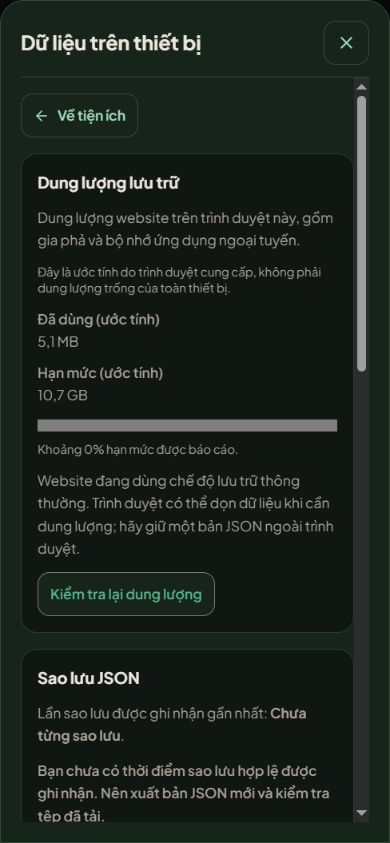 Dữ liệu trên thiết bị
Về tiện ích
Dung lượng lưu trữ
Dung lượng website trên trình duyệt này, gồm
gia phả và bộ nhớ ứng dụng ngoại tuyến.
Đây là ước tính do trình duyệt cung cấp, không phải
dung lượng trống của toàn thiết bị.
Đã dùng (ước tính)
5,1 MB
Hạn mức (ước tính)
10,7 GB
Khoảng 0% hạn mức được báo cáo.
Website đang dùng chế độ lưu trữ thông
thường. Trình duyệt có thể dọn dữ liệu khi cần
dung lượng; hãy giữ một bản JSON ngoài trình
duyệt.
Kiểm tra lại dung lượng
Sao lưu JSON
Lần sao lưu được ghi nhận gần nhất: Chưa
từng sao lưu.
Bạn chưa có thời điểm sao lưu hợp lệ được
ghi nhận. Nên xuất bản JSON mới và kiểm tra
tệp đã tải.